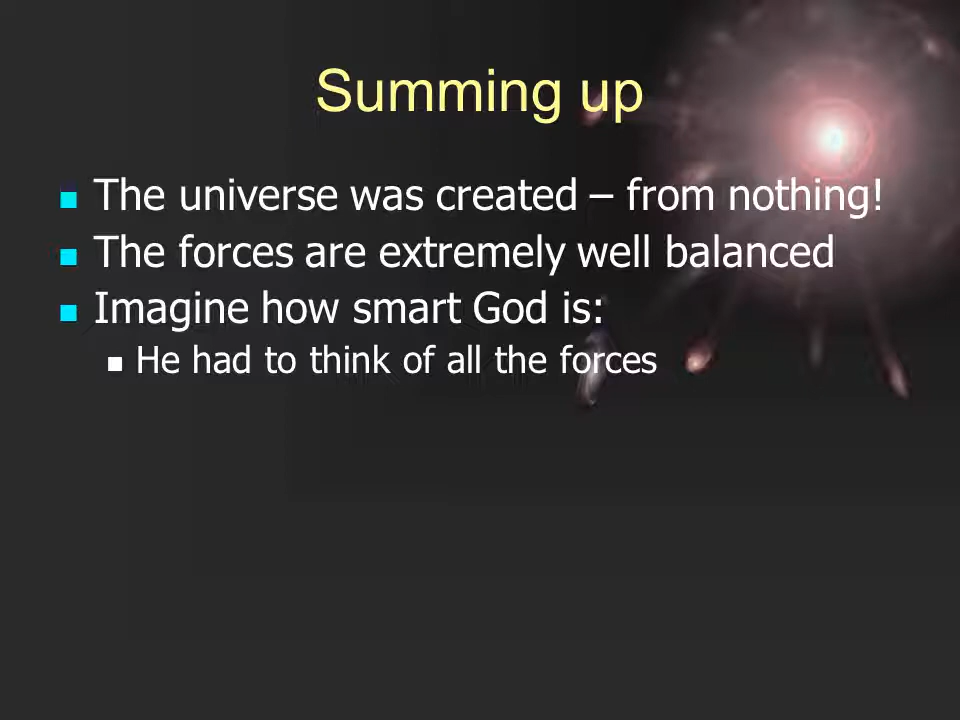 Summing up
The universe was created – from nothing!
The forces are extremely well balanced
Imagine how smart God is:
He had to think of all the forces